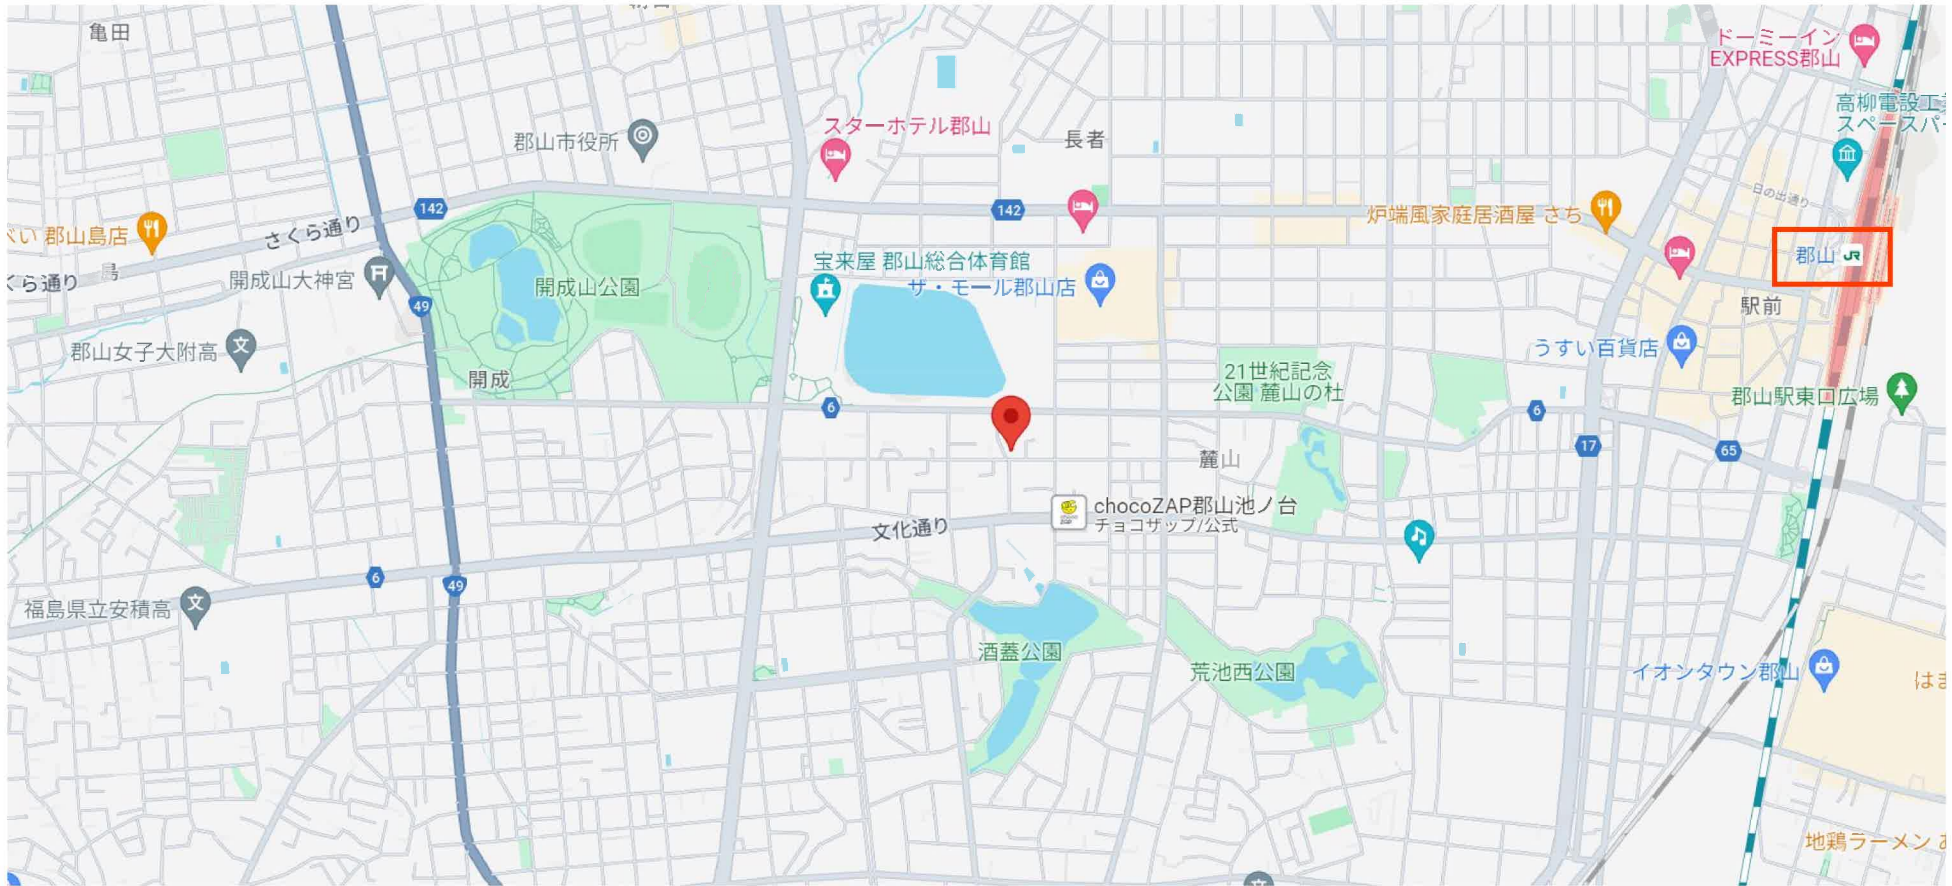 亀田
ドーミーイン
EXPRESS郡山
高柳電設工
スペースパー
スターホテル郡山
郡山市役所
長者
日の出通り
142
142
炉端風家庭居酒屋 さち
べい 郡山島店
さくら通り
郡山 JR
宝来屋 郡山総合体育館
くら通り
島
開成山大神宮
開成山公園
ザ・モール郡山店
49
駅前
郡山女子大附高
文
うすい百貨店
開成
21世紀記念
公園 麓山の杜
郡山駅東口広場
6
6
17
65
麓山
chocoZAP郡山池ノ台
チョコザップ/公式
文化通り
6
49
福島県立安積高
文
酒蓋公園
荒池西公園
イオンタウン郡山
はま
地鶏ラーメン
文